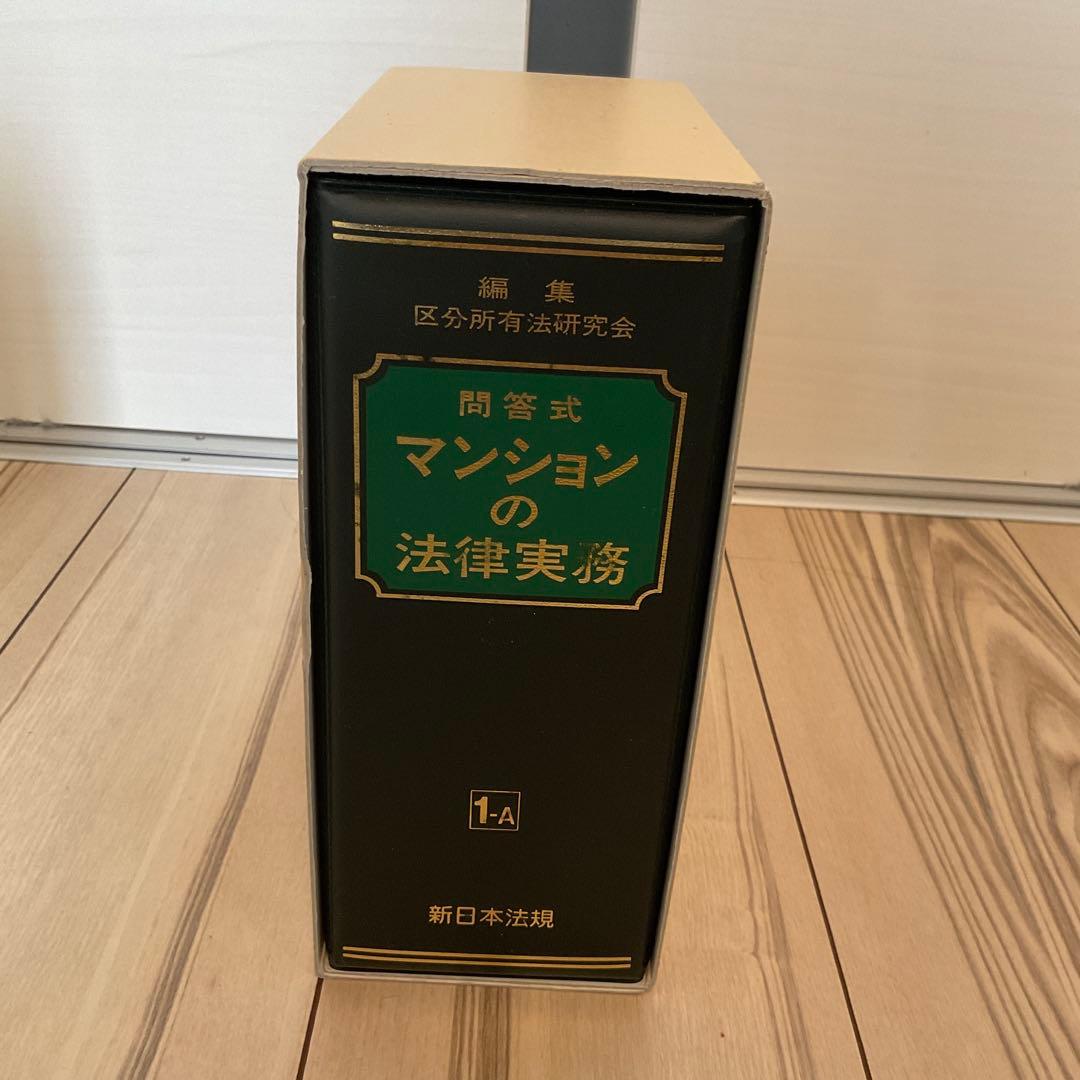 編 集
区分所有法研究会
問答式
マンション
の
法律実務
1-A
新日本法規